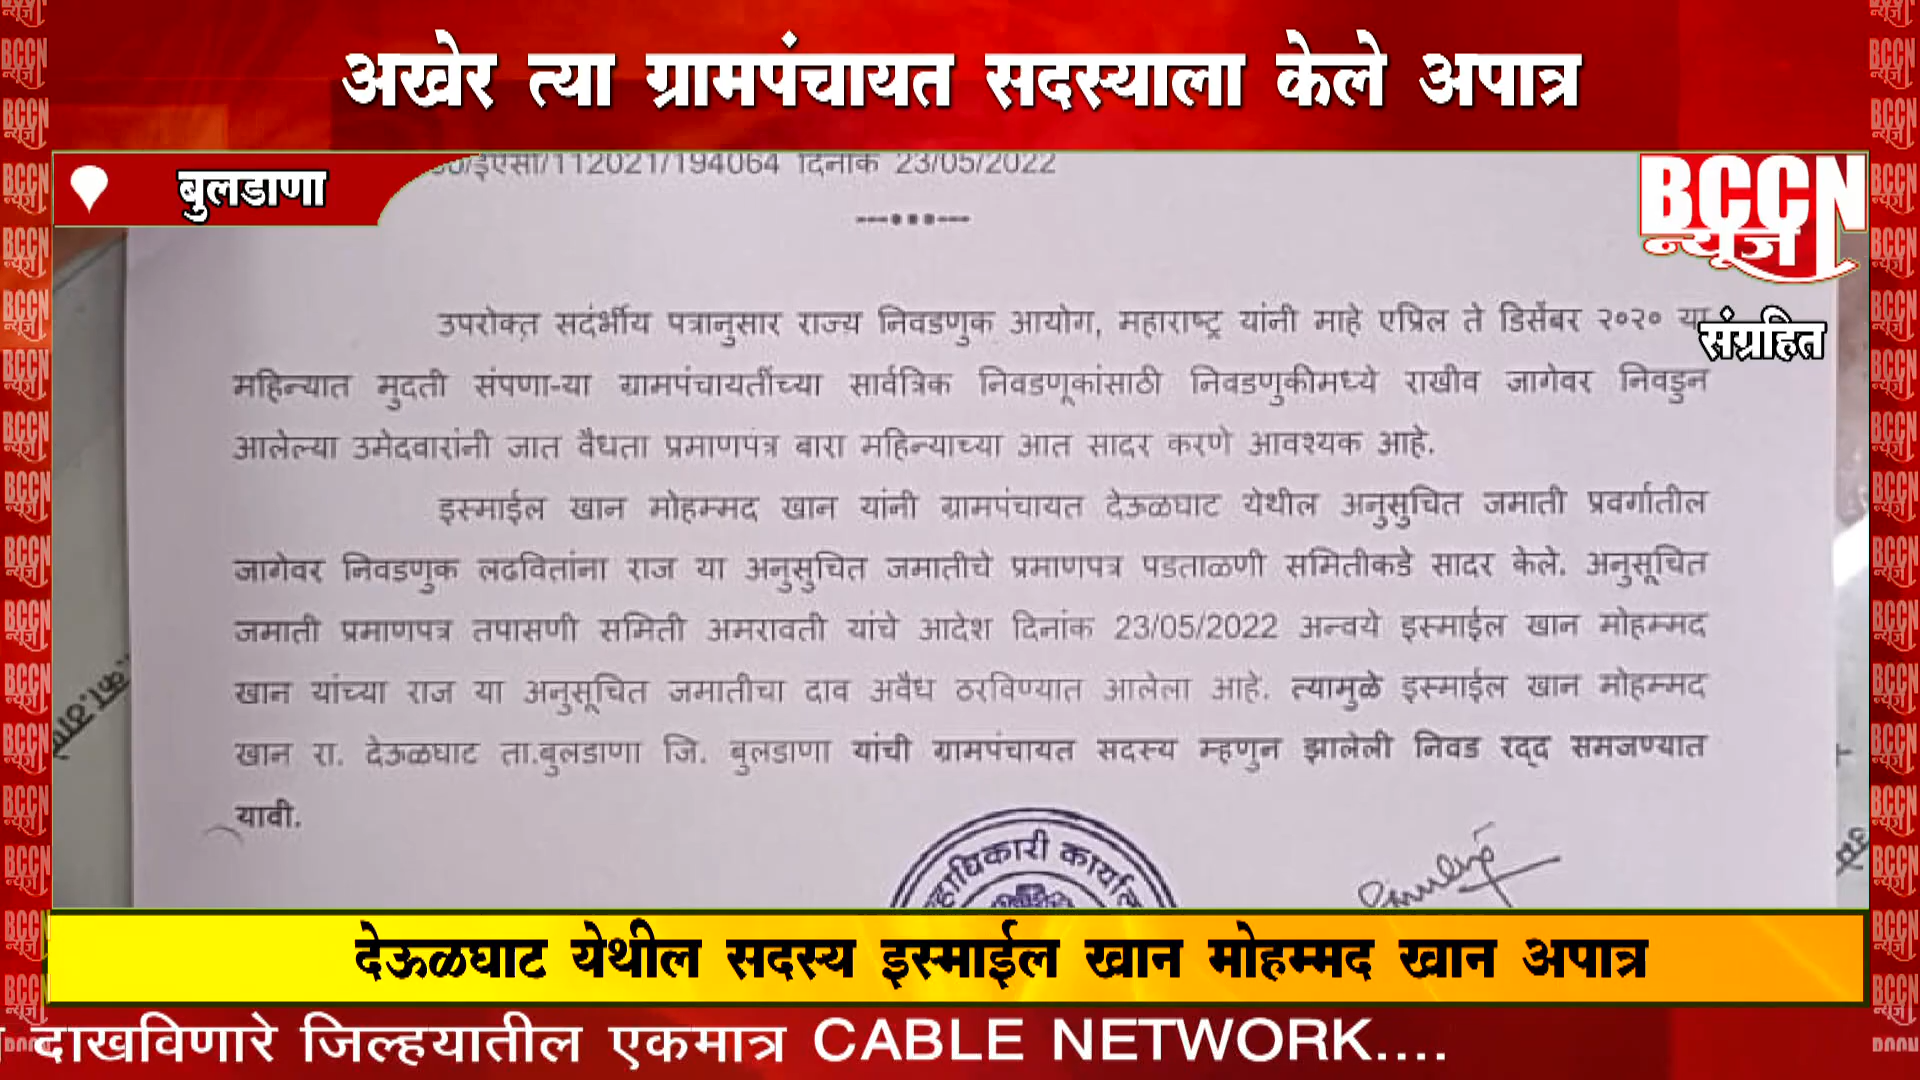 अखेर त्या ग्रामपंचायत सदस्याला केले अपात्र
बुलडाणा
/ईएसी/112021/194064 दिनांक 23/05/2022
BCCN
न्यूज
संग्रहित
उपरोक्त सदंर्भीय पत्रानुसार राज्य निवडणुक आयोग, महाराष्ट्र यांनी माहे एप्रिल ते डिसेंबर २०२० या
महिन्यात मुदती संपणा-या ग्रामपंचायतींच्या सार्वत्रिक निवडणूकांसाठी निवडणुकीमध्ये राखीव जागेवर निवडुन
आलेल्या उमेदवारांनी जात वैधता प्रमाणपत्र बारा महिन्याच्या आत सादर करणे आवश्यक आहे.
इस्माईल खान मोहम्मद खान यांनी ग्रामपंचायत देऊळघाट येथील अनुसुचित जमाती प्रवर्गातील
जागेवर निवडणुक लढवितांना राज या अनुसुचित जमातीचे प्रमाणपत्र पडताळणी समितीकडे सादर केले. अनुसूचित
जमाती प्रमाणपत्र तपासणी समिती अमरावती यांचे आदेश दिनांक 23/05/2022 अन्वये इस्माईल खान मोहम्मद
खान यांच्या राज या अनुसूचित जमातीचा दाव अवैध ठरविण्यात आलेला आहे. त्यामुळे इस्माईल खान मोहम्मद
खान रा. देऊळघाट ता.बुलडाणा जि. बुलडाणा यांची ग्रामपंचायत सदस्य म्हणुन झालेली निवड रद्द समजण्यात
यावी.
देऊळघाट येथील सदस्य इस्माईल खान मोहम्मद खान अपात्र
दाखविणारे जिल्हयातील एकमात्र CABLE NETWORK....